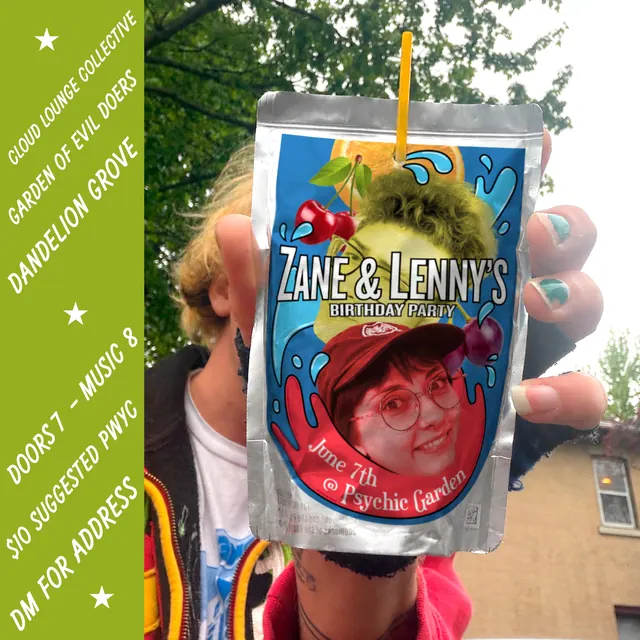 CLOUD LOUNGE COLLECTIVE
GARDEN OF EVIL DOERS
DANDELION GROVE
DOORS 7 - MUSIC 8
$10 SUGGESTED PWYC
DM FOR ADDRESS
ZANE & LENNY'S
BIRTHDAY PARTY
June 7th
@ Psychic Garden